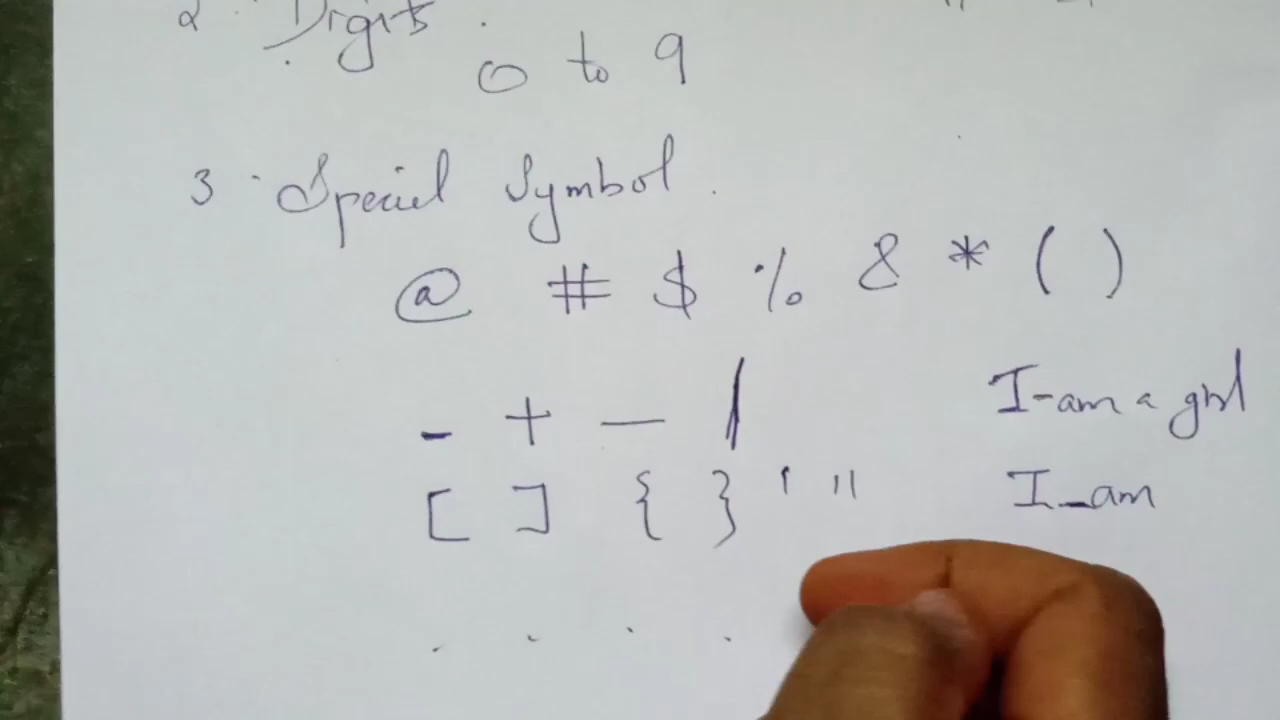 2. Digits.
0 to 9
3. Special Symbol.
@ # $ % & * ( )
- + — /
[ ] { } ' "
I-am a girl
I_am
. . . .